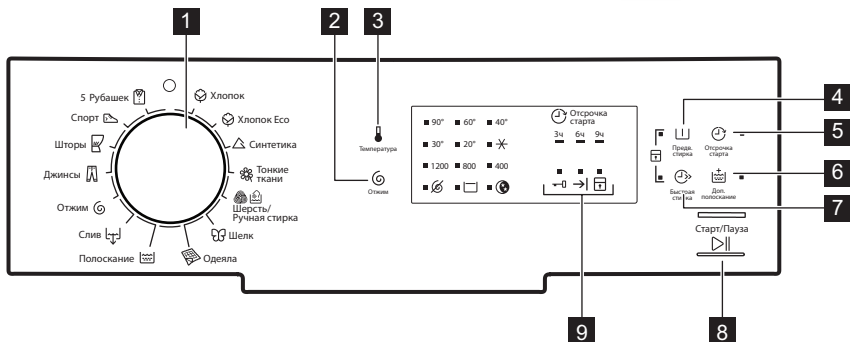 1
2
3
4
5
6
7
8
9
5 Рубашек
Спорт
Шторы
Джинсы
Отжим
Слив
Полоскание
Хлопок
Хлопок Eco
Синтетика
Тонкие
ткани
Шерсть/
Ручная стирка
Шелк
Одеяла
Температура
Отжим
90° 60° 40°
30° 20°
1200 800 400
Отсрочка
старта
3ч 6ч 9ч
Предв.
стирка
Отсрочка
старта
Быстрая
стирка
Доп.
полоскание
Старт/Пауза